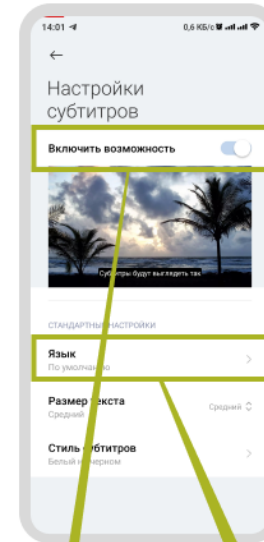 14:01
0,6 КБ/с
Настройки
субтитров
Включить возможность
Субтитры будут выглядеть так
СТАНДАРТНЫЕ НАСТРОЙКИ
Язык
По умолчанию
Размер текста
Средний
Средний
Стиль субтитров
Белый на черном